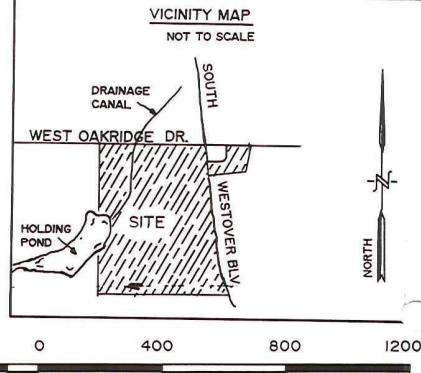 VICINITY MAP
NOT TO SCALE
DRAINAGE
CANAL
SOUTH
WEST OAKRIDGE DR.
WESTOVER BLV
HOLDING
POND
SITE
N
NORTH
0 400 800 1200